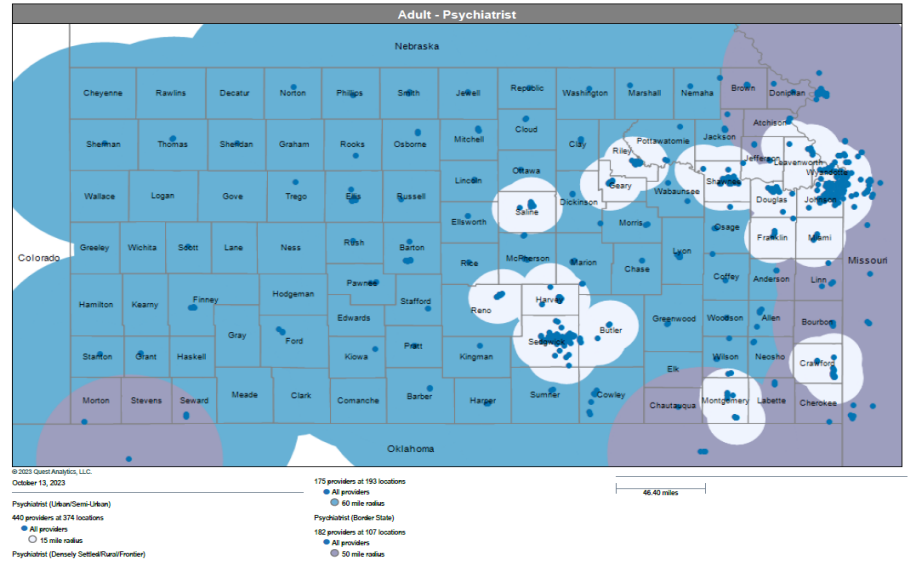 Adult - Psychiatrist
Nebraska
Cheyenne Rawlins Decatur Norton Phillips Smith Jewell Republic Washington Marshall Nemaha Brown Doniphan
Sherman Thomas Sheridan Graham Rooks Osborne Mitchell Cloud Clay Riley Pottawatomie Jackson Atchison Jefferson Leavenworth
Wallace Logan Gove Trego Ellis Russell Lincoln Ottawa Saline Dickinson Geary Wabaunsee Shawnee Douglas Johnson Wyandotte
Colorado Greeley Wichita Scott Lane Ness Rush Barton Ellsworth Rice McPherson Marion Morris Chase Lyon Osage Franklin Miami Missouri
Hamilton Kearny Finney Hodgeman Pawnee Edwards Stafford Reno Harvey Sedgwick Butler Greenwood Coffey Anderson Linn Woodson Allen Bourbon
Stanton Grant Haskell Gray Ford Kiowa Pratt Kingman Elk Wilson Neosho Crawford
Morton Stevens Seward Meade Clark Comanche Barber Harper Sumner Cowley Chautauqua Montgomery Labette Cherokee
Oklahoma
© 2023 Quest Analytics, LLC.
October 13, 2023
Psychiatrist (Urban/Semi-Urban)
440 providers at 374 locations
All providers
15 mile radius
Psychiatrist (Densely Settled/Rural/Frontier)
175 providers at 193 locations
All providers
60 mile radius
Psychiatrist (Border State)
182 providers at 107 locations
All providers
50 mile radius
46.40 miles